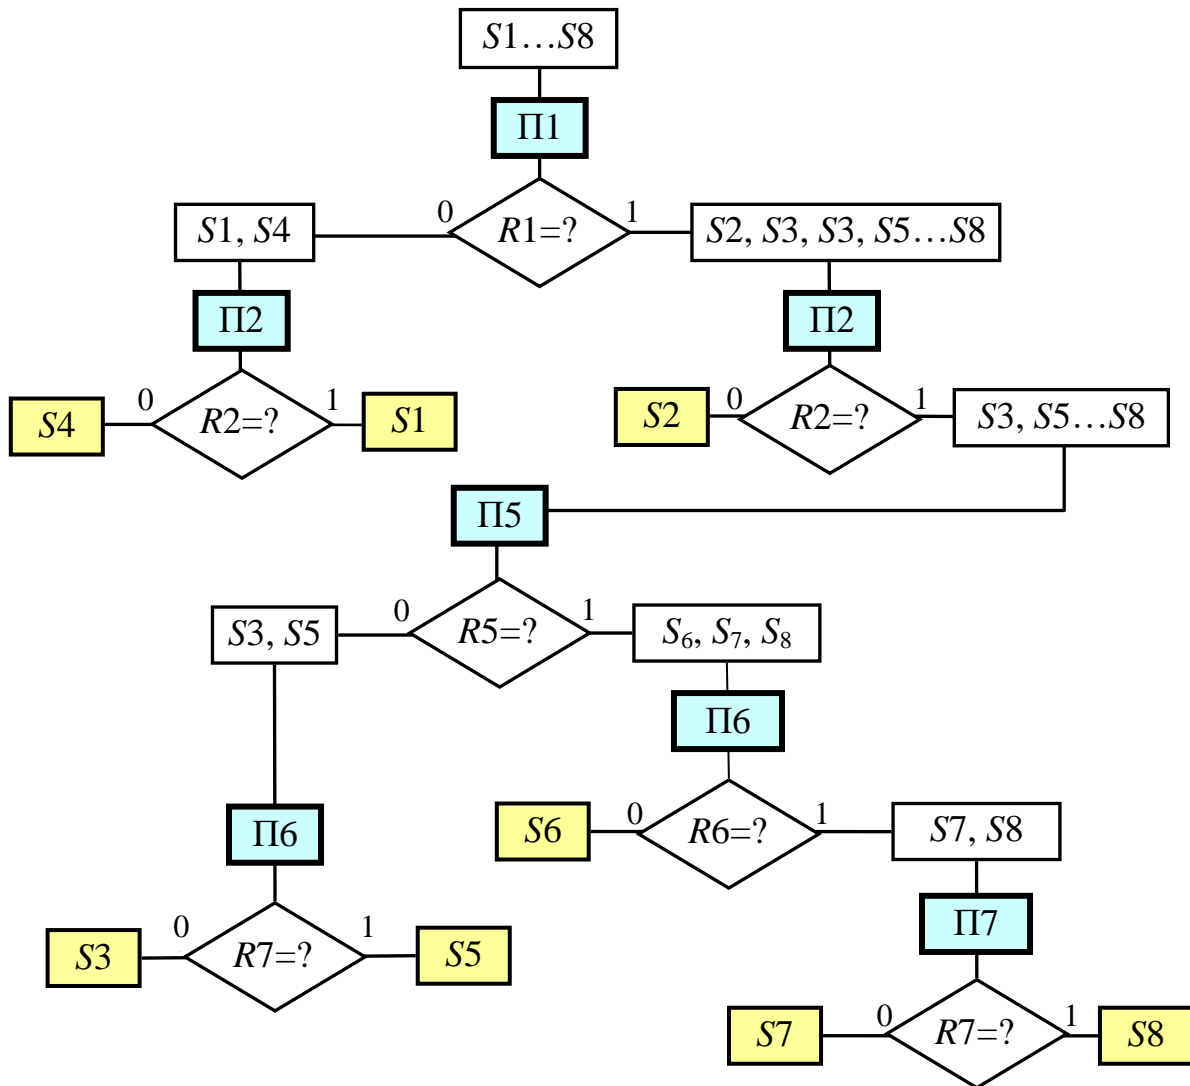 S1…S8
П1
0
R1=?
1
S1, S4
S2, S3, S3, S5…S8
П2
П2
0
R2=?
1
S4
S1
0
R2=?
1
S2
S3, S5…S8
П5
0
R5=?
1
S3, S5
S₆, S₇, S₈
П6
0
R6=?
1
S6
S7, S8
П6
0
R7=?
1
S3
S5
П7
0
R7=?
1
S7
S8